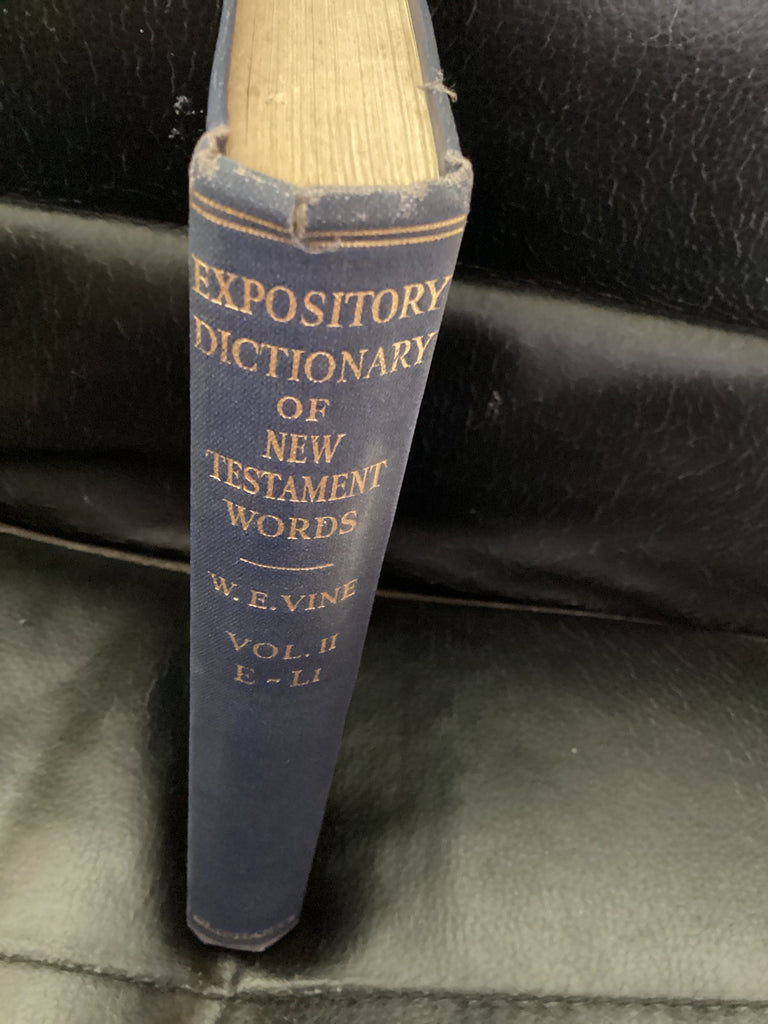 EXPOSITORY
DICTIONARY
OF
NEW
TESTAMENT
WORDS
W. E. VINE
VOL. II
E - LI